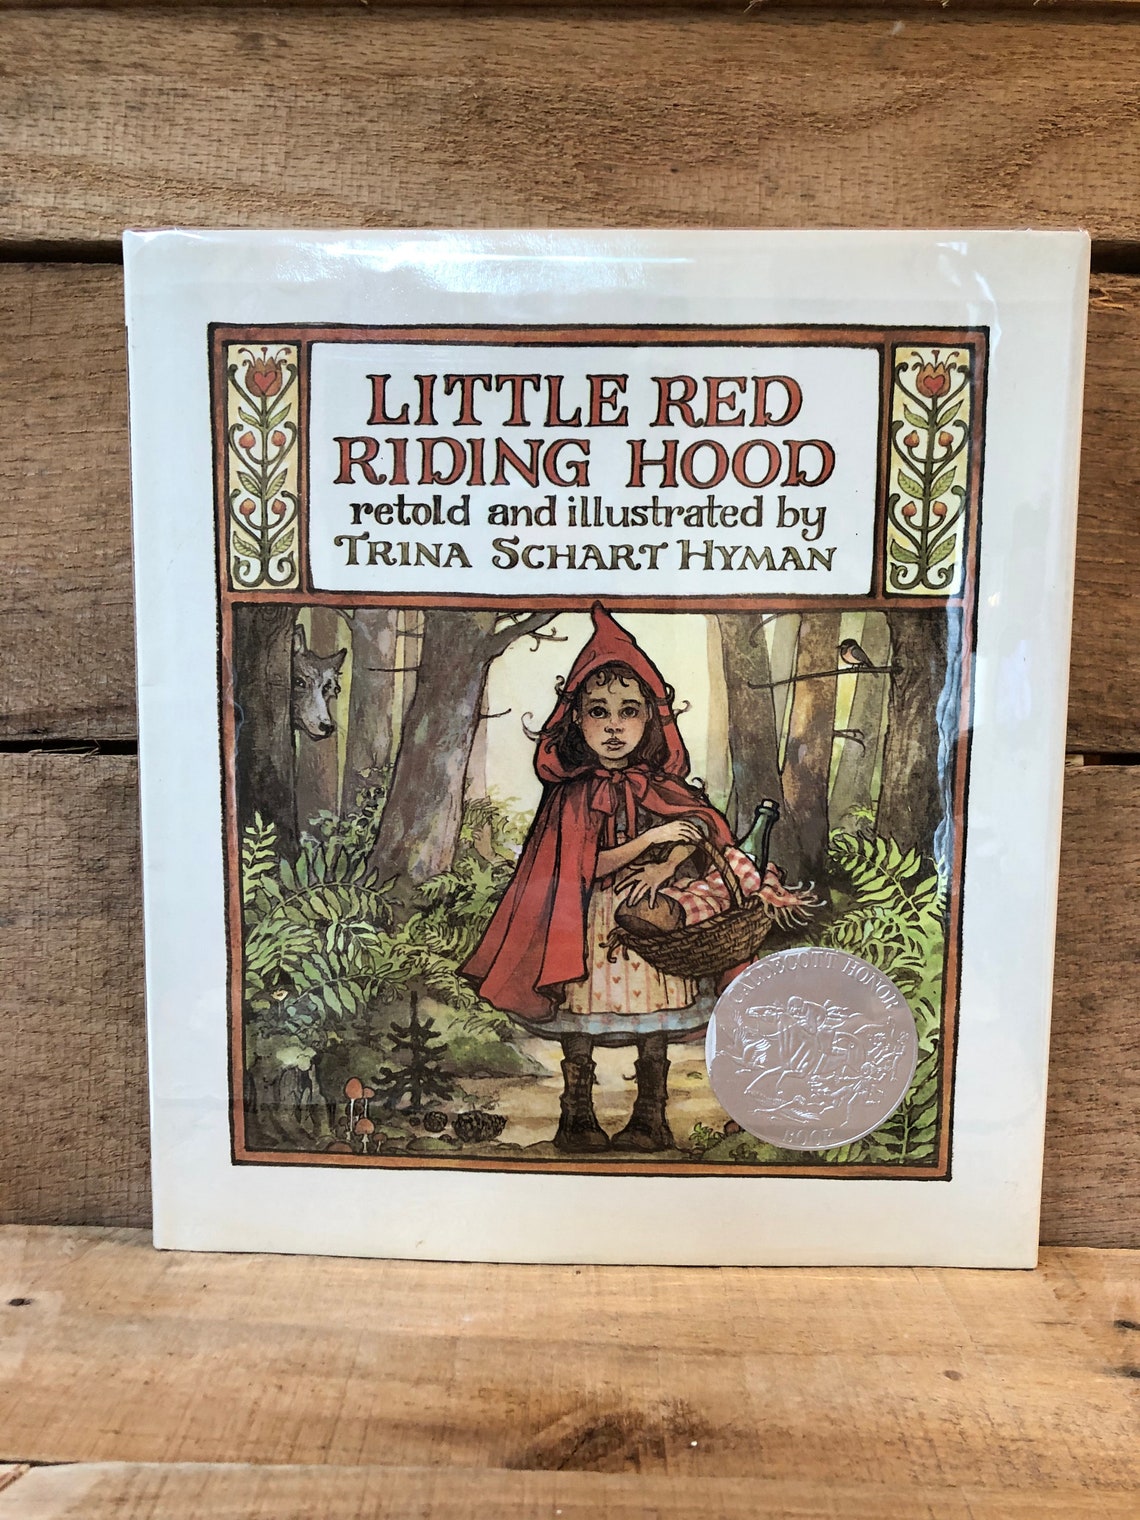 LITTLE RED
RIDING HOOD
retold and illustrated by
TRINA SCHART HYMAN
CALDECOTT HONOR
BOOK